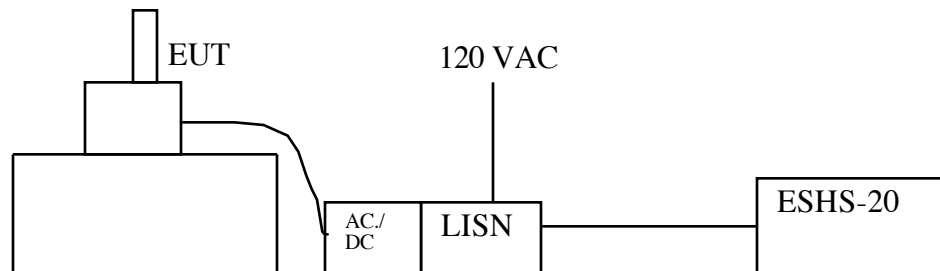 EUT
120 VAC
AC./
DC
LISN
ESHS-20